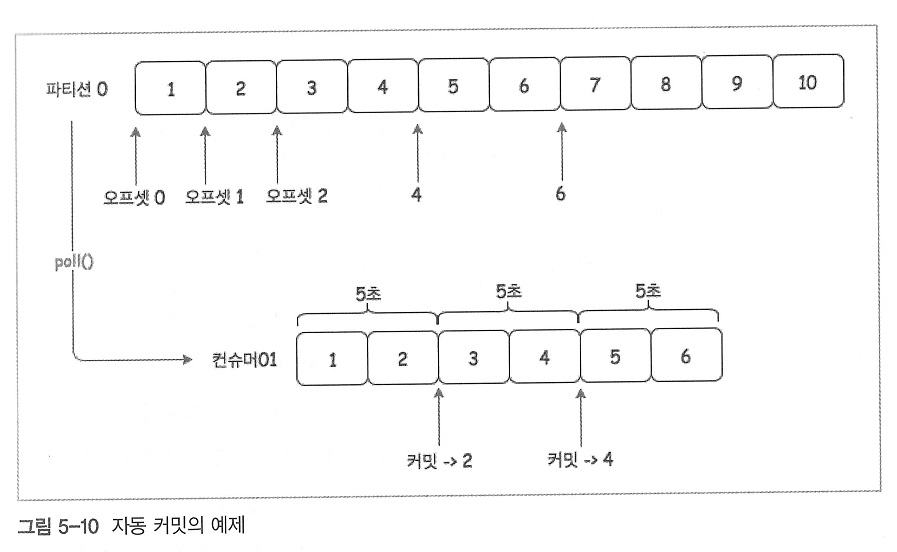 파티션 0 1 2 3 4 5 6 7 8 9 10
오프셋 0 오프셋 1 오프셋 2 4 6
poll()
5초 5초 5초
컨슈머01 1 2 3 4 5 6
커밋 -> 2 커밋 -> 4
그림 5-10 자동 커밋의 예제